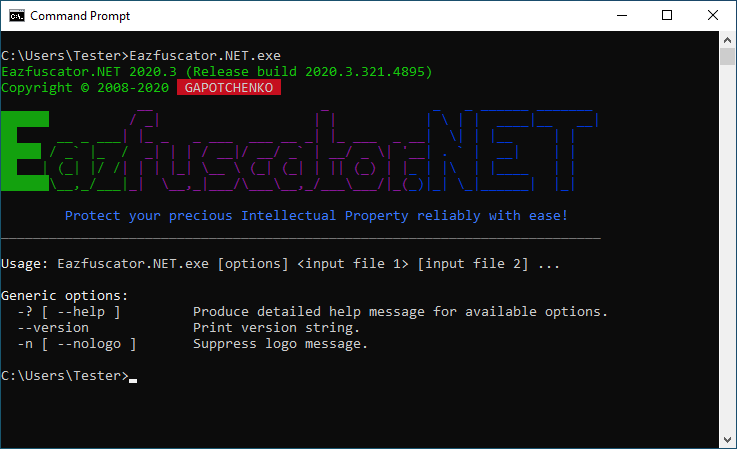 Command Prompt
C:\Users\Tester>Eazfuscator.NET.exe
Eazfuscator.NET 2020.3 (Release build 2020.3.321.4895)
Copyright © 2008-2020 GAPOTCHENKO
Eazfuscator.NET
Protect your precious Intellectual Property reliably with ease!
Usage: Eazfuscator.NET.exe [options] <input file 1> [input file 2] ...
Generic options:
-? [ --help ] Produce detailed help message for available options.
--version Print version string.
-n [ --nologo ] Suppress logo message.
C:\Users\Tester>